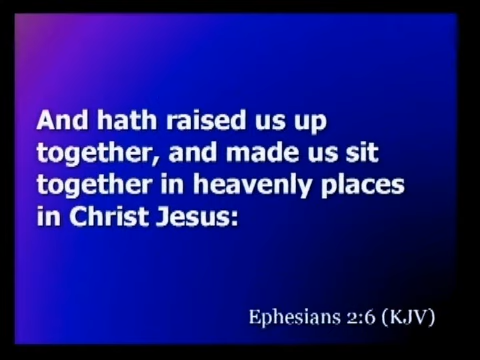 And hath raised us up
together, and made us sit
together in heavenly places
in Christ Jesus:
Ephesians 2:6 (KJV)